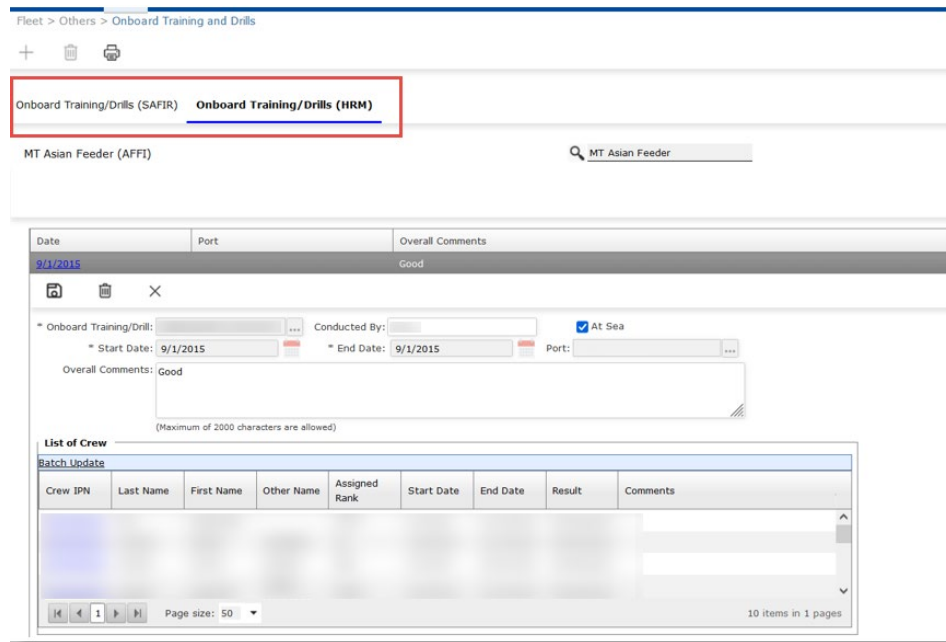 Fleet > Others > Onboard Training and Drills
Onboard Training/Drills (SAFIR) Onboard Training/Drills (HRM)
MT Asian Feeder (AFFI) MT Asian Feeder
Date Port Overall Comments
9/1/2015 Good
* Onboard Training/Drill: ... Conducted By: At Sea
* Start Date: 9/1/2015 * End Date: 9/1/2015 Port: ...
Overall Comments: Good
(Maximum of 2000 characters are allowed)
List of Crew
Batch Update
Crew IPN Last Name First Name Other Name Assigned Rank Start Date End Date Result Comments
1 Page size: 50 10 items in 1 pages